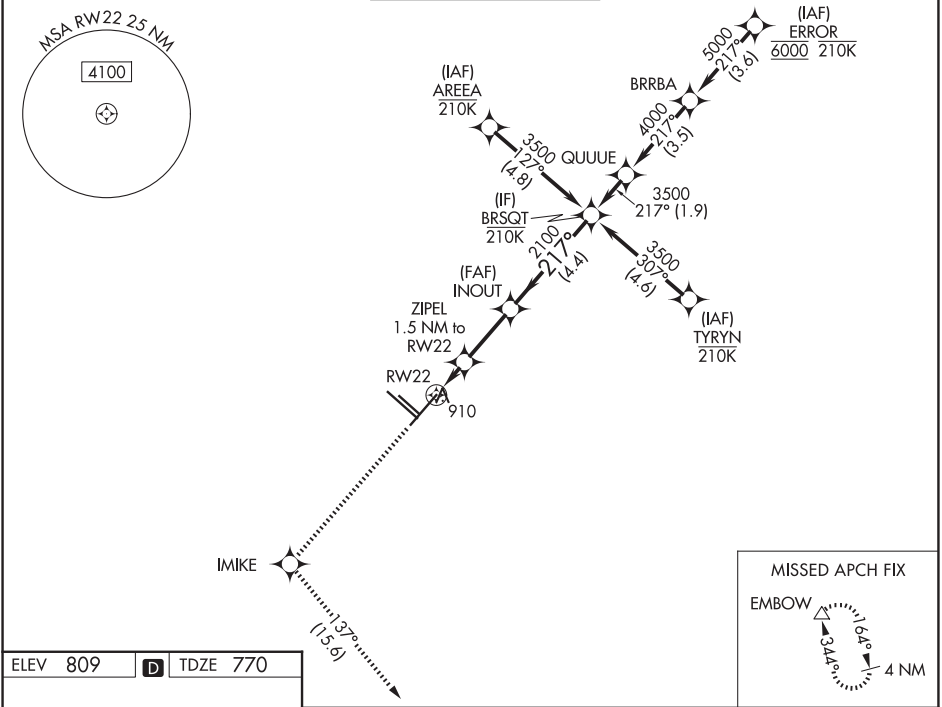 MSA RW22 25 NM
4100
(IAF)
ERROR
6000 210K
5000
217°
(3.6)
BRRBA
(IAF)
AREEA
210K
4000
217°
(3.5)
3500
127°
(4.8)
QUUUE
3500
217° (1.9)
(IF)
BRSQT
210K
2100
217°
(4.4)
3500
307°
(4.6)
(IAF)
TYRYN
210K
(FAF)
INOUT
ZIPEL
1.5 NM to
RW22
RW22
910
IMIKE
137°
(15.6)
MISSED APCH FIX
EMBOW
164°
344°
4 NM
ELEV 809 D TDZE 770